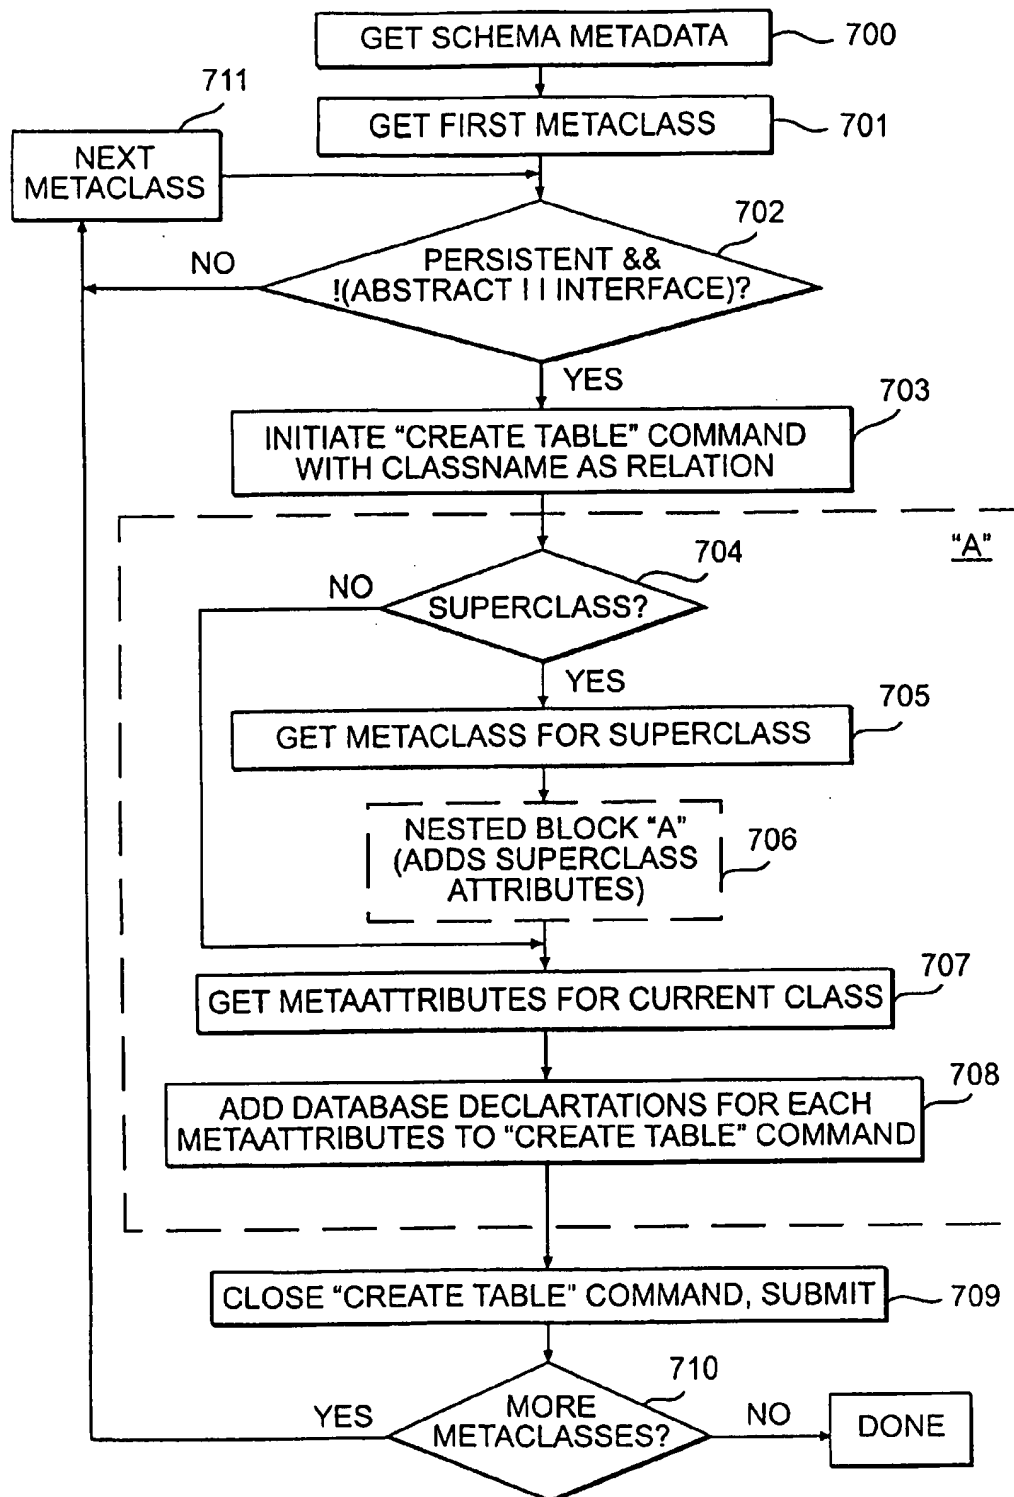 GET SCHEMA METADATA
700
711
GET FIRST METACLASS
701
NEXT
METACLASS
702
NO
PERSISTENT &&
!(ABSTRACT I I INTERFACE)?
YES
703
INITIATE “CREATE TABLE” COMMAND
WITH CLASSNAME AS RELATION
“A”
704
NO
SUPERCLASS?
YES
705
GET METACLASS FOR SUPERCLASS
NESTED BLOCK “A”
(ADDS SUPERCLASS
ATTRIBUTES)
706
707
GET METAATTRIBUTES FOR CURRENT CLASS
708
ADD DATABASE DECLARTATIONS FOR EACH
METAATTRIBUTES TO “CREATE TABLE” COMMAND
CLOSE “CREATE TABLE” COMMAND, SUBMIT
709
710
YES
MORE
METACLASSES?
NO
DONE